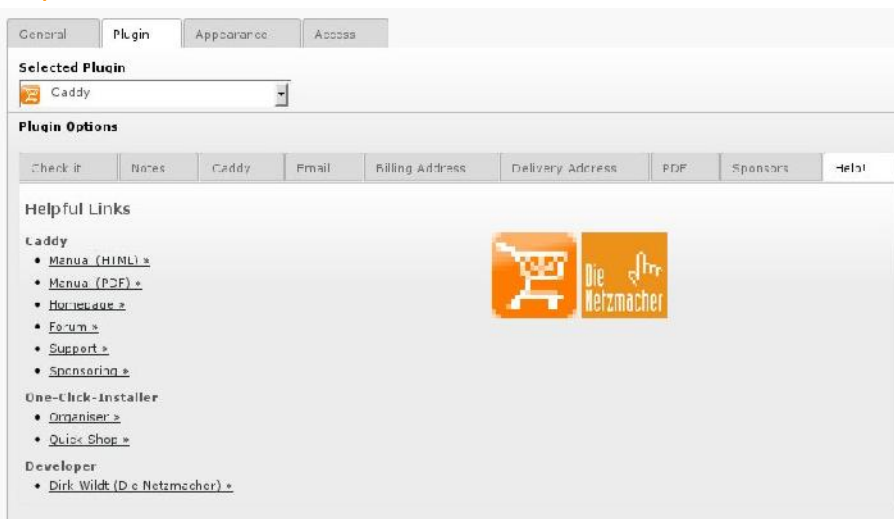 General Plugin Appearance Access
Selected Plugin
Caddy
Plugin Options
Check it Notes Caddy Email Billing Address Delivery Address PDF Sponsors Help!
Helpful Links
Caddy
• Manual (HTML) »
• Manual (PDF) »
• Homepage »
• Forum »
• Support »
• Sponsoring »
Die
Netzmacher
One-Click-Installer
• Organiser »
• Quick Shop »
Developer
• Dirk Wildt (Die Netzmacher) »